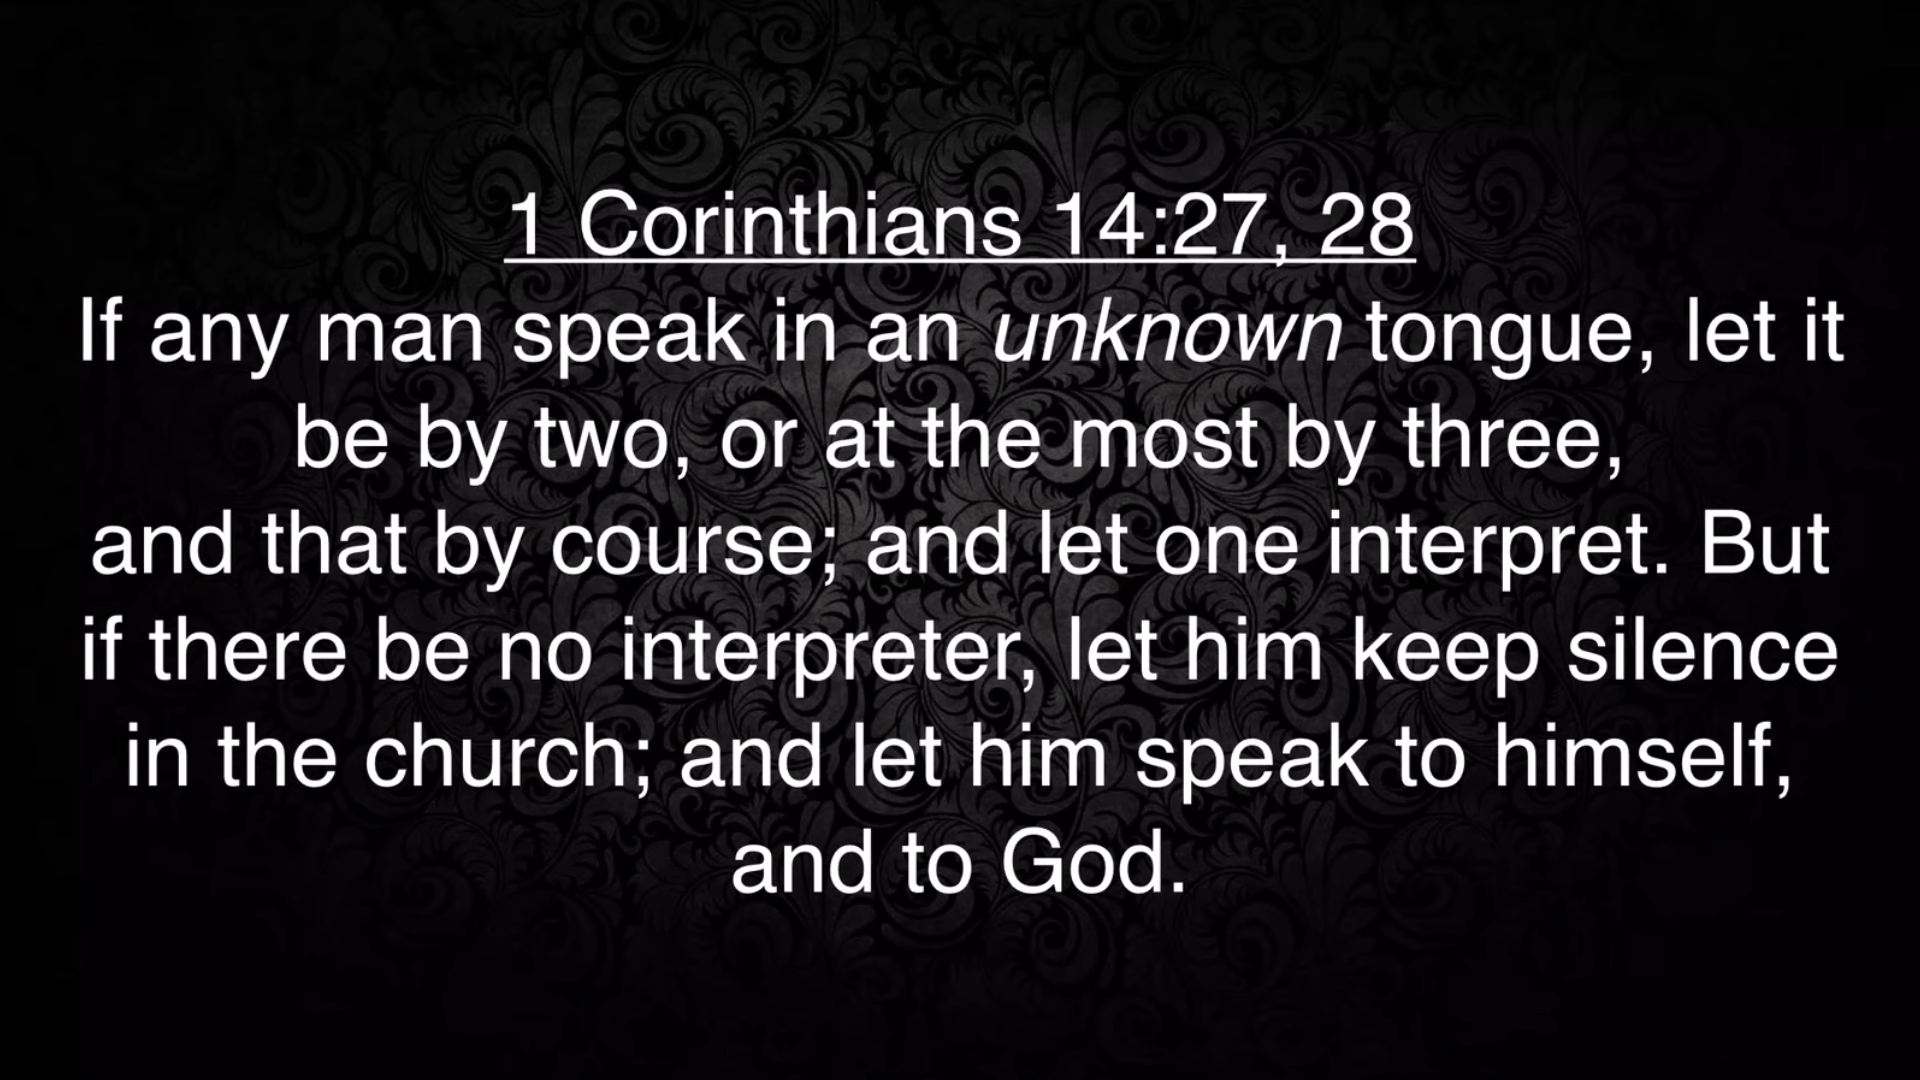 1 Corinthians 14:27, 28
If any man speak in an unknown tongue, let it
be by two, or at the most by three,
and that by course; and let one interpret. But
if there be no interpreter, let him keep silence
in the church; and let him speak to himself,
and to God.